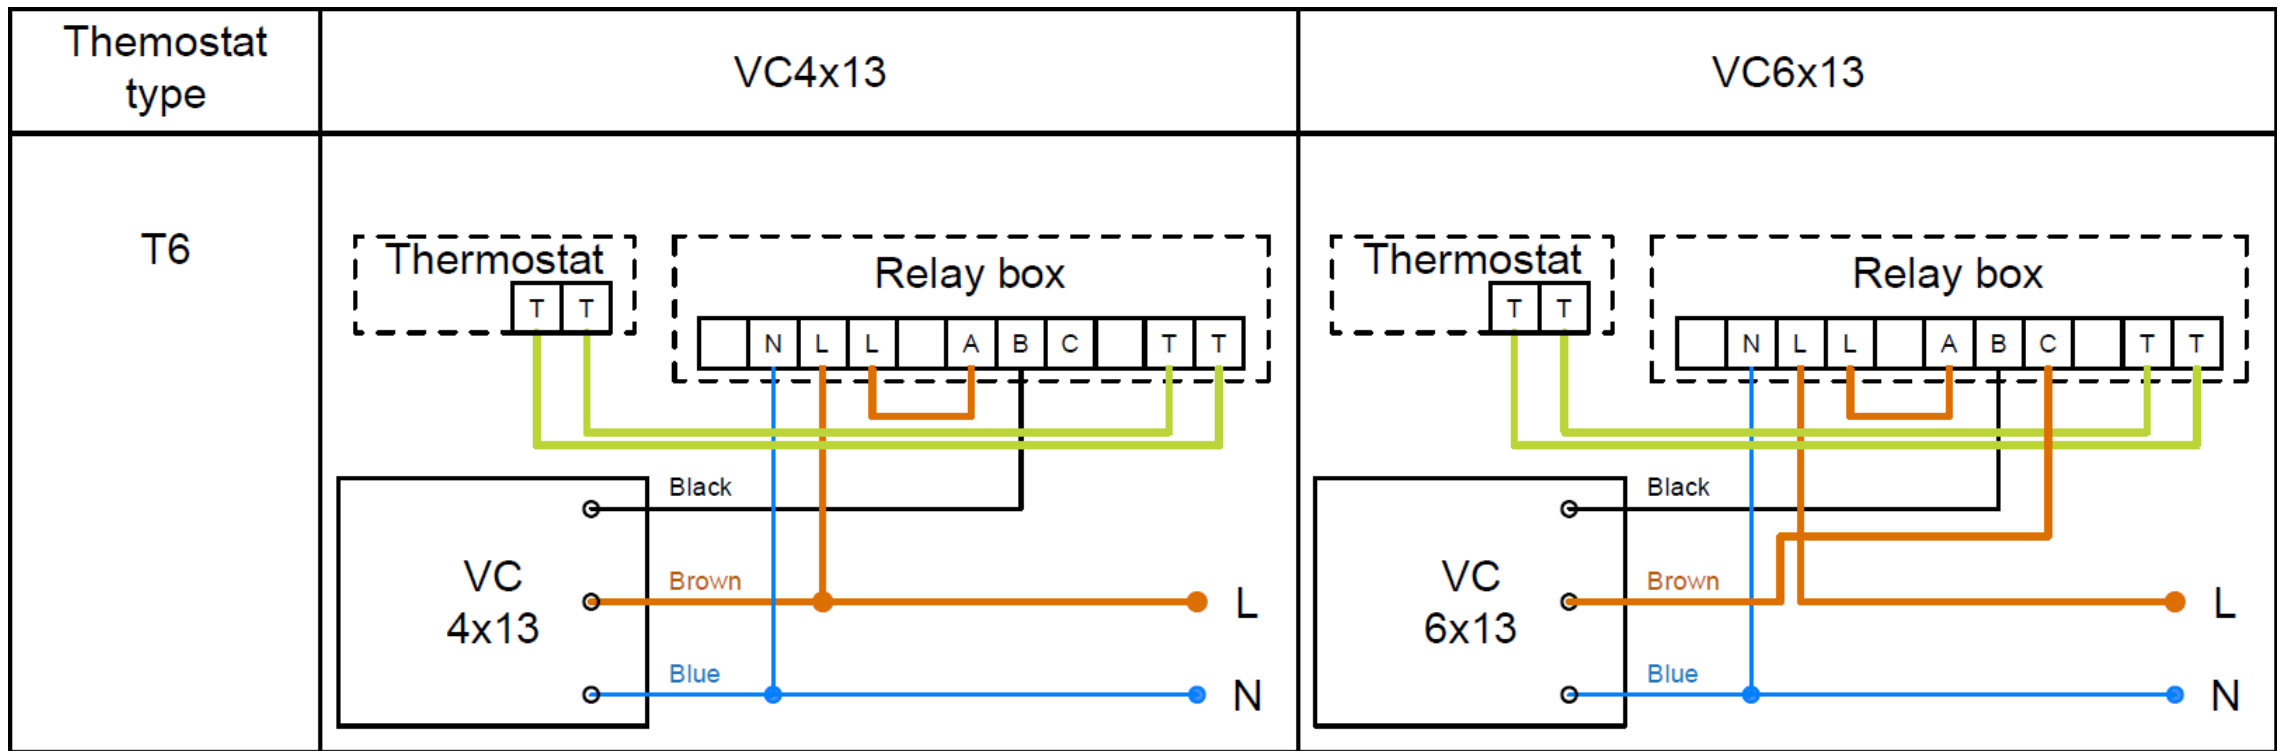 Themostat
type
VC4x13
VC6x13
T6
Thermostat
T T
Relay box
N L L A B C T T
Black
VC
4x13
Brown
L
Blue
N
Thermostat
T T
Relay box
N L L A B C T T
Black
VC
6x13
Brown
L
Blue
N